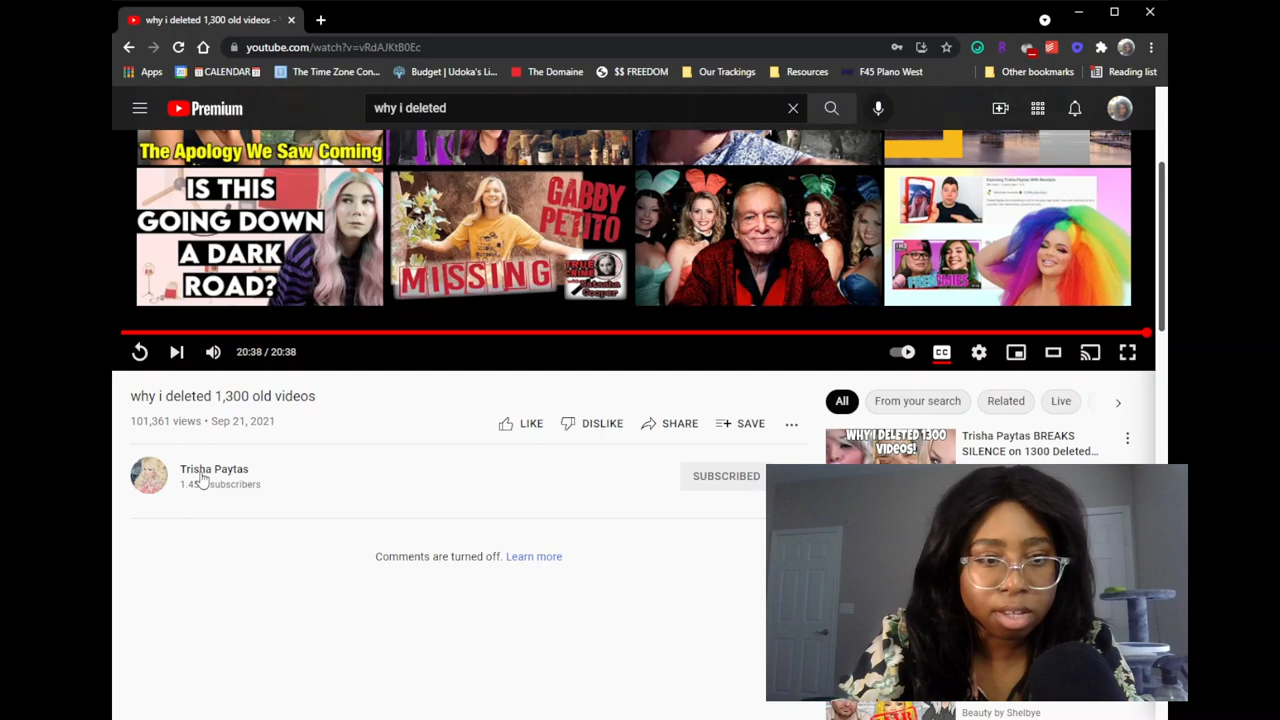 why i deleted 1,300 old videos -
youtube.com/watch?v=vRdAJKtB0Ec
Apps
CALENDAR
The Time Zone Con...
Budget | Udoka's Li...
The Domaine
$$ FREEDOM
Our Trackings
Resources
F45 Plano West
Other bookmarks
Reading list
Premium
why i deleted
The Apology We Saw Coming
IS THIS
GOING DOWN
A DARK
ROAD?
GABBY
PETITO
MISSING
TRUE
CRIME
FRENEMIES
20:38 / 20:38
CC
why i deleted 1,300 old videos
101,361 views • Sep 21, 2021
LIKE
DISLIKE
SHARE
SAVE
All
From your search
Related
Live
Trisha Paytas
subscribers
SUBSCRIBED
WHY I DELETED 1300
VIDEOS!
Trisha Paytas BREAKS
SILENCE on 1300 Deleted...
Comments are turned off. Learn more
Beauty by Shelbye